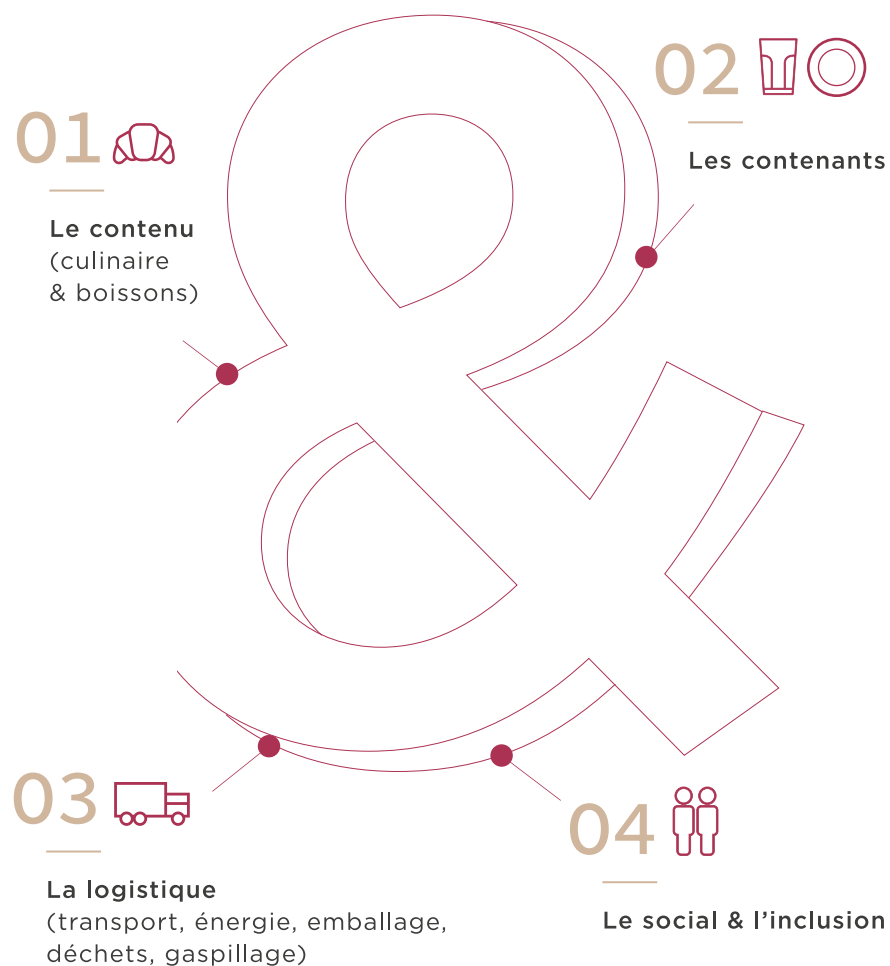 01
Le contenu
(culinaire
& boissons)
02
Les contenants
&
03
La logistique
(transport, énergie, emballage,
déchets, gaspillage)
04
Le social & l’inclusion